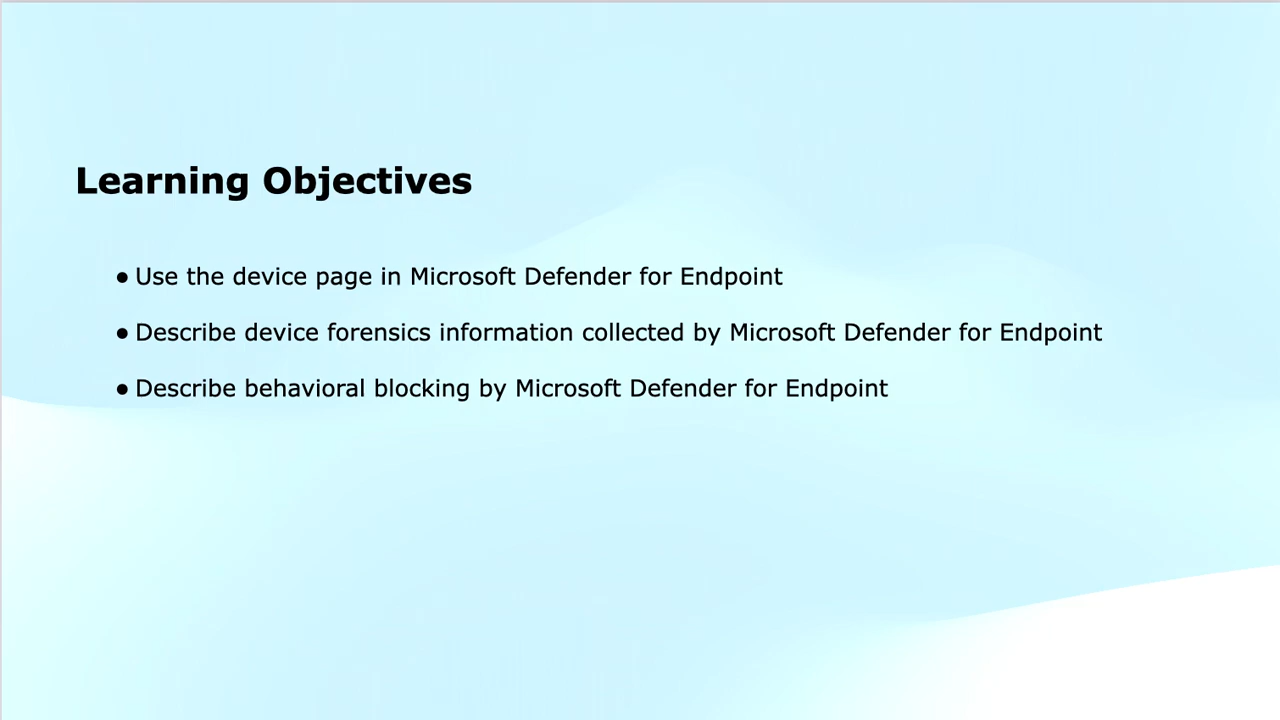 Learning Objectives
● Use the device page in Microsoft Defender for Endpoint
● Describe device forensics information collected by Microsoft Defender for Endpoint
● Describe behavioral blocking by Microsoft Defender for Endpoint